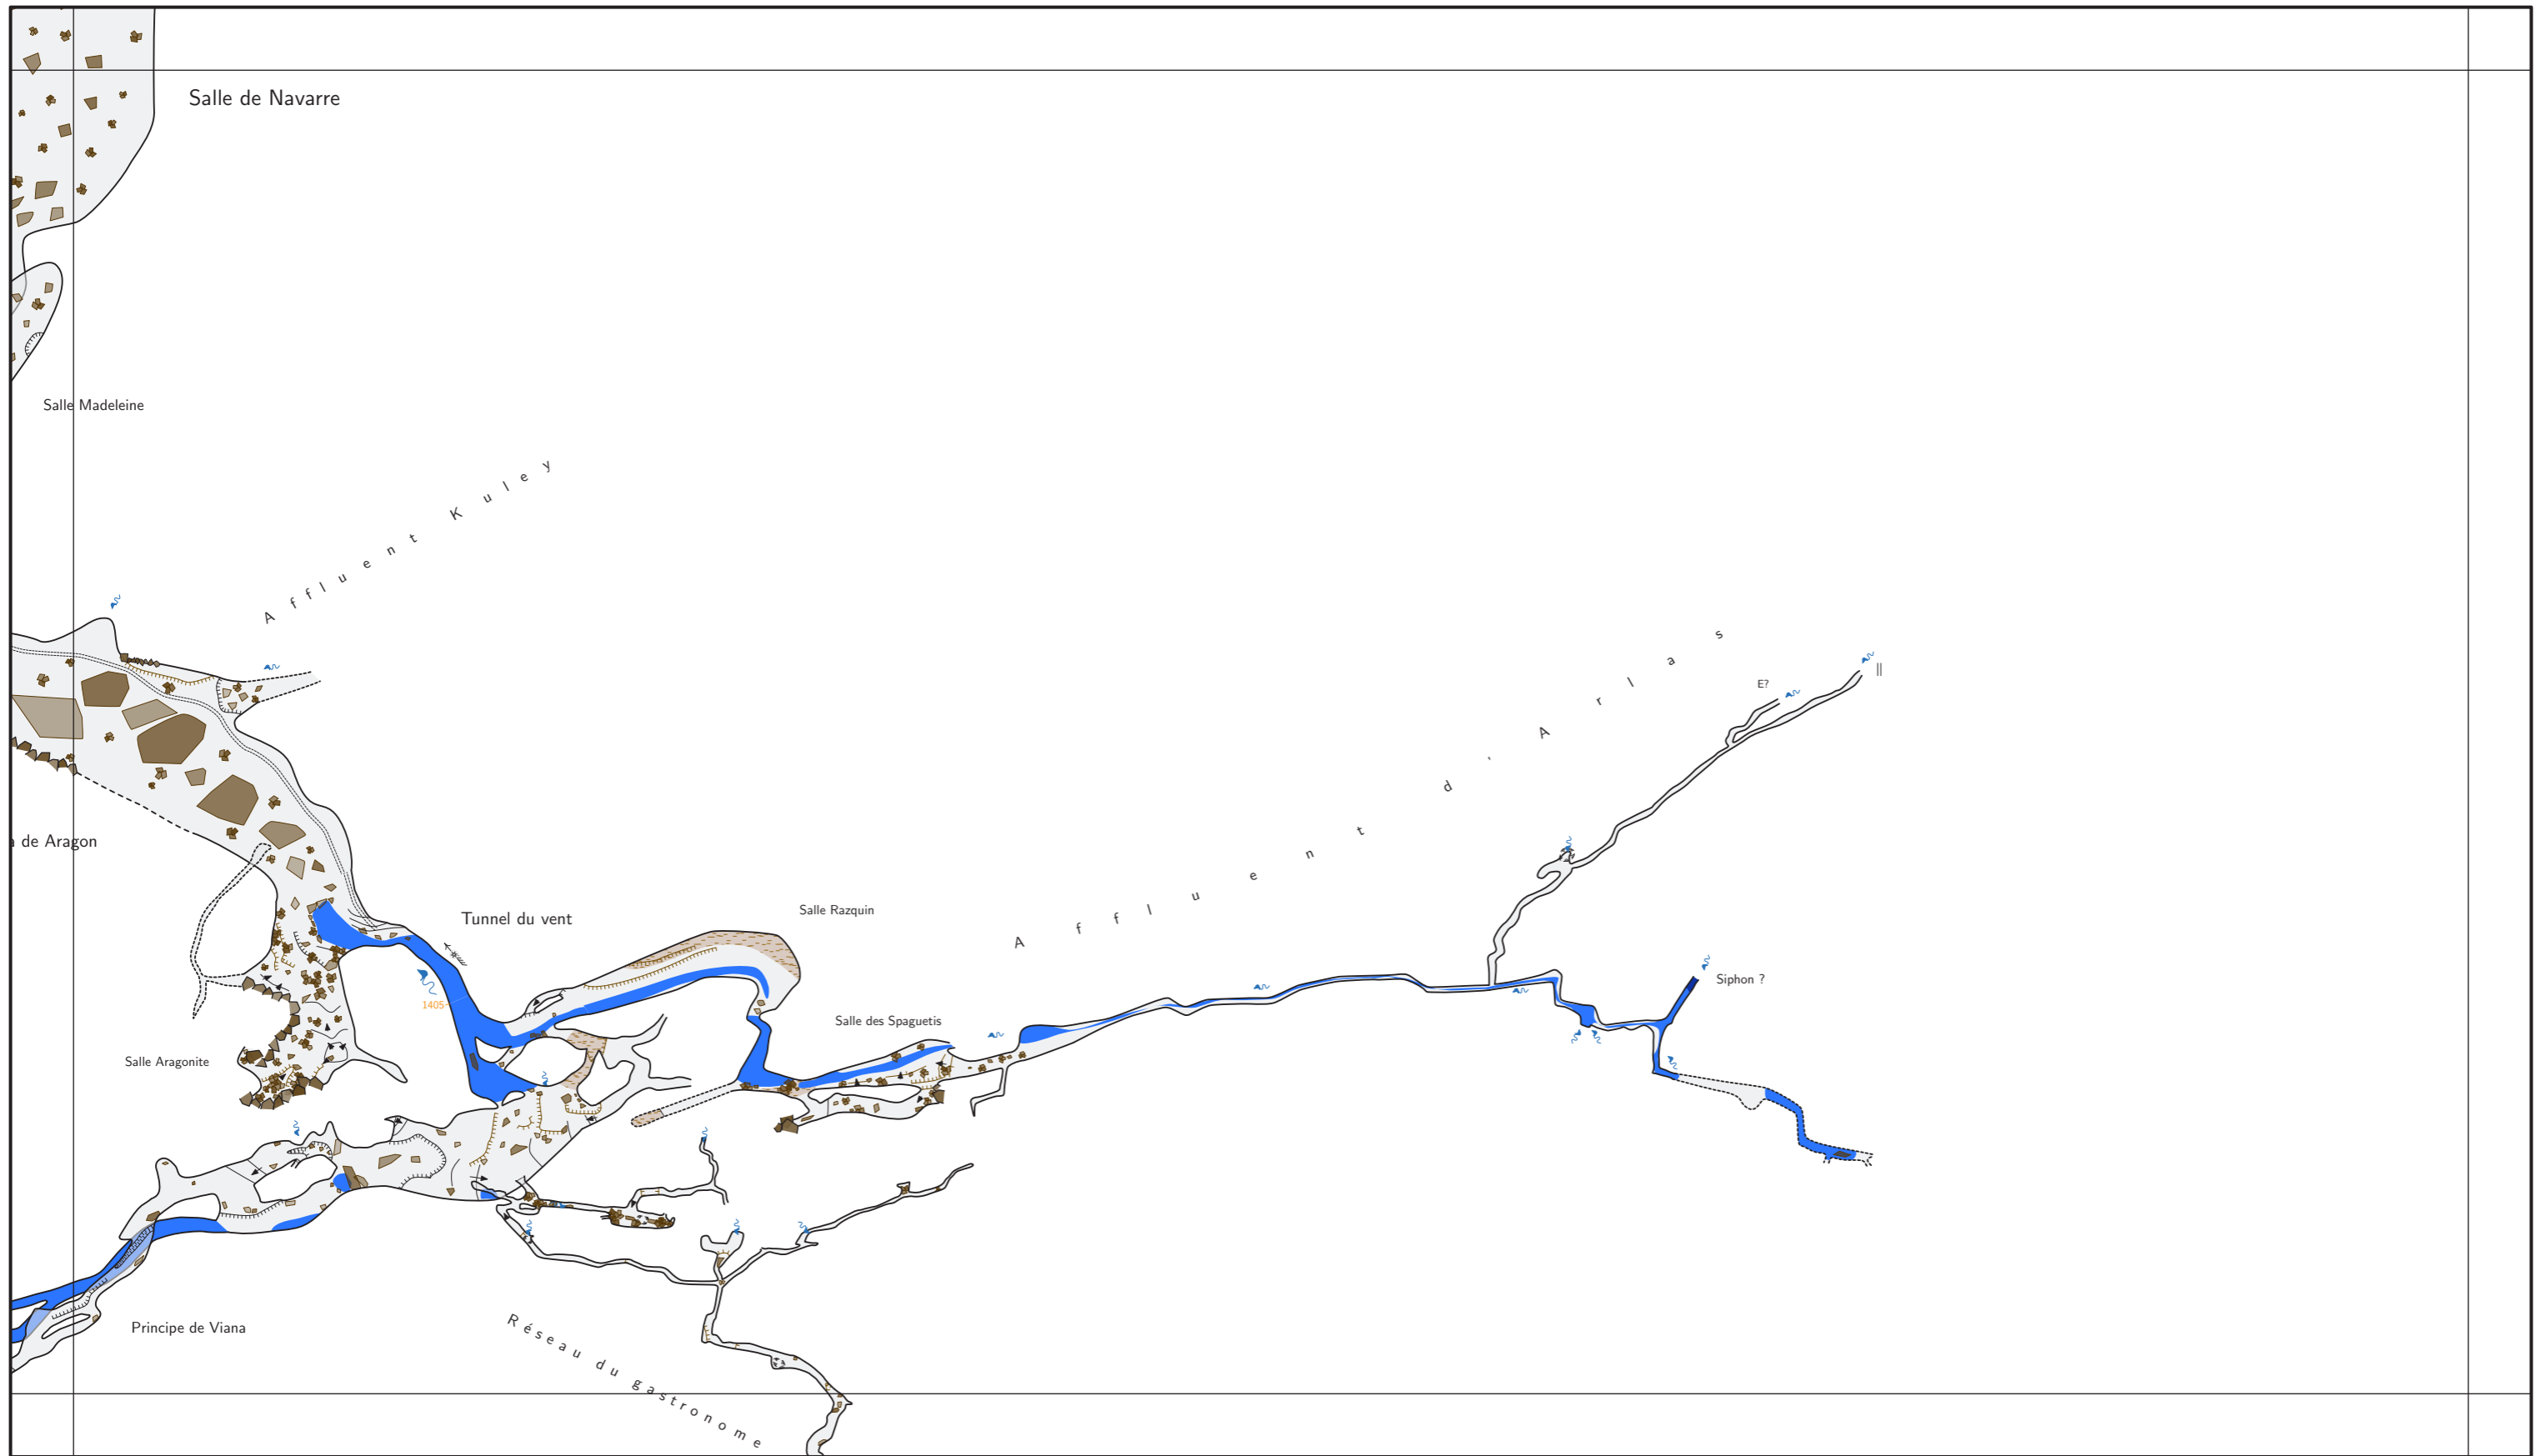 Salle de Navarre
Salle Madeleine
Affluent Kuley
Affluent d'Arlas
E?
||
de Aragon
Tunnel du vent
Salle Razquin
Siphon ?
1405
Salle des Spaguetis
Salle Aragonite
Principe de Viana
Réseau du gastronome